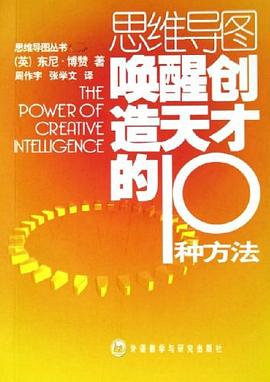 思维导图丛书
(英) 东尼·博赞 著
周作宇 张学文 译
思维导图
唤醒创
造天才
的10
种方法
THE
POWER OF
CREATIVE
INTELLIGENCE
外语教学与研究出版社